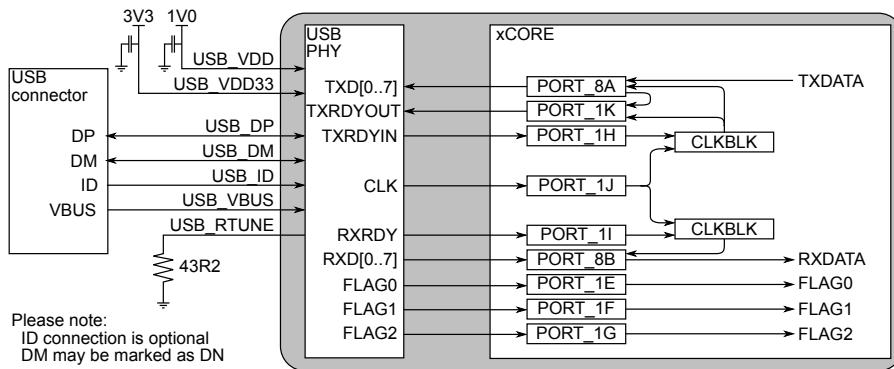 3V3
1V0
USB
PHY
xCORE
USB_VDD
USB_VDD33
USB
connector
TXD[0..7]
PORT_8A
TXDATA
TXRDYOUT
PORT_1K
DP
USB_DP
TXRDYIN
PORT_1H
CLKBLK
DM
USB_DM
ID
USB_ID
CLK
PORT_1J
VBUS
USB_VBUS
USB_RTUNE
CLKBLK
RXRDY
PORT_1I
43R2
RXD[0..7]
PORT_8B
RXDATA
FLAG0
PORT_1E
FLAG0
FLAG1
PORT_1F
FLAG1
FLAG2
PORT_1G
FLAG2
Please note:
ID connection is optional
DM may be marked as DN